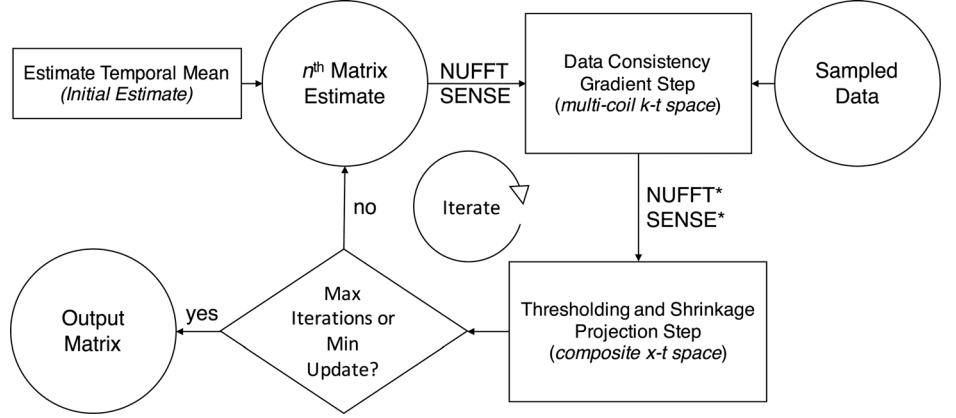 Estimate Temporal Mean
(Initial Estimate)
nth Matrix
Estimate
NUFFT
SENSE
Data Consistency
Gradient Step
(multi-coil k-t space)
Sampled
Data
Iterate
NUFFT*
SENSE*
no
Output
Matrix
yes
Max
Iterations or
Min
Update?
Thresholding and Shrinkage
Projection Step
(composite x-t space)